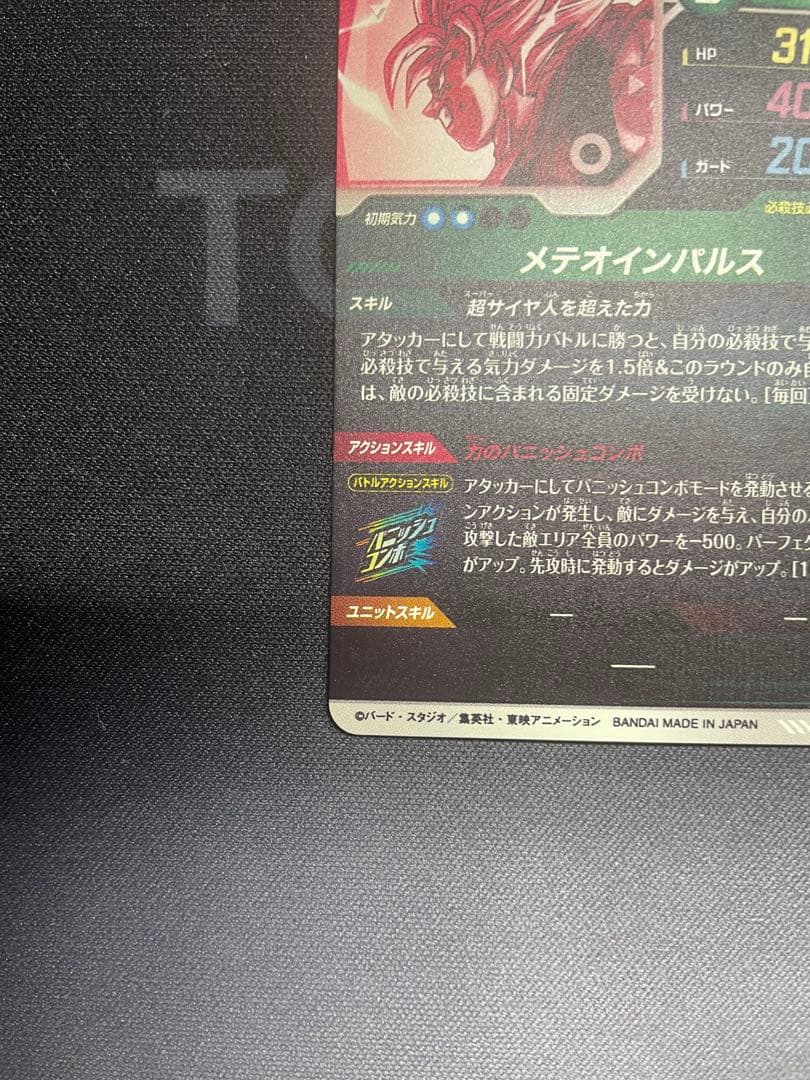 HP 31
パワー 40
ガード 20
初期気力
必殺技
メテオインパルス
スキル 超サイヤ人を超えた力
アタッカーにして戦闘力バトルに勝つと、自分の必殺技で与
必殺技で与える気力ダメージを1.5倍&このラウンドのみ自
は、敵の必殺技に含まれる固定ダメージを受けない。[毎回]
アクションスキル 力のバニッシュコンボ
バトルアクションスキル アタッカーにしてバニッシュコンボモードを発動させる
ンアクションが発生し、敵にダメージを与え、自分の
バニッシュコンボ 攻撃した敵エリア全員のパワーを-500。パーフェク
がアップ。先攻時に発動するとダメージがアップ。[1
ユニットスキル — —
—
©バード・スタジオ／集英社・東映アニメーション BANDAI MADE IN JAPAN